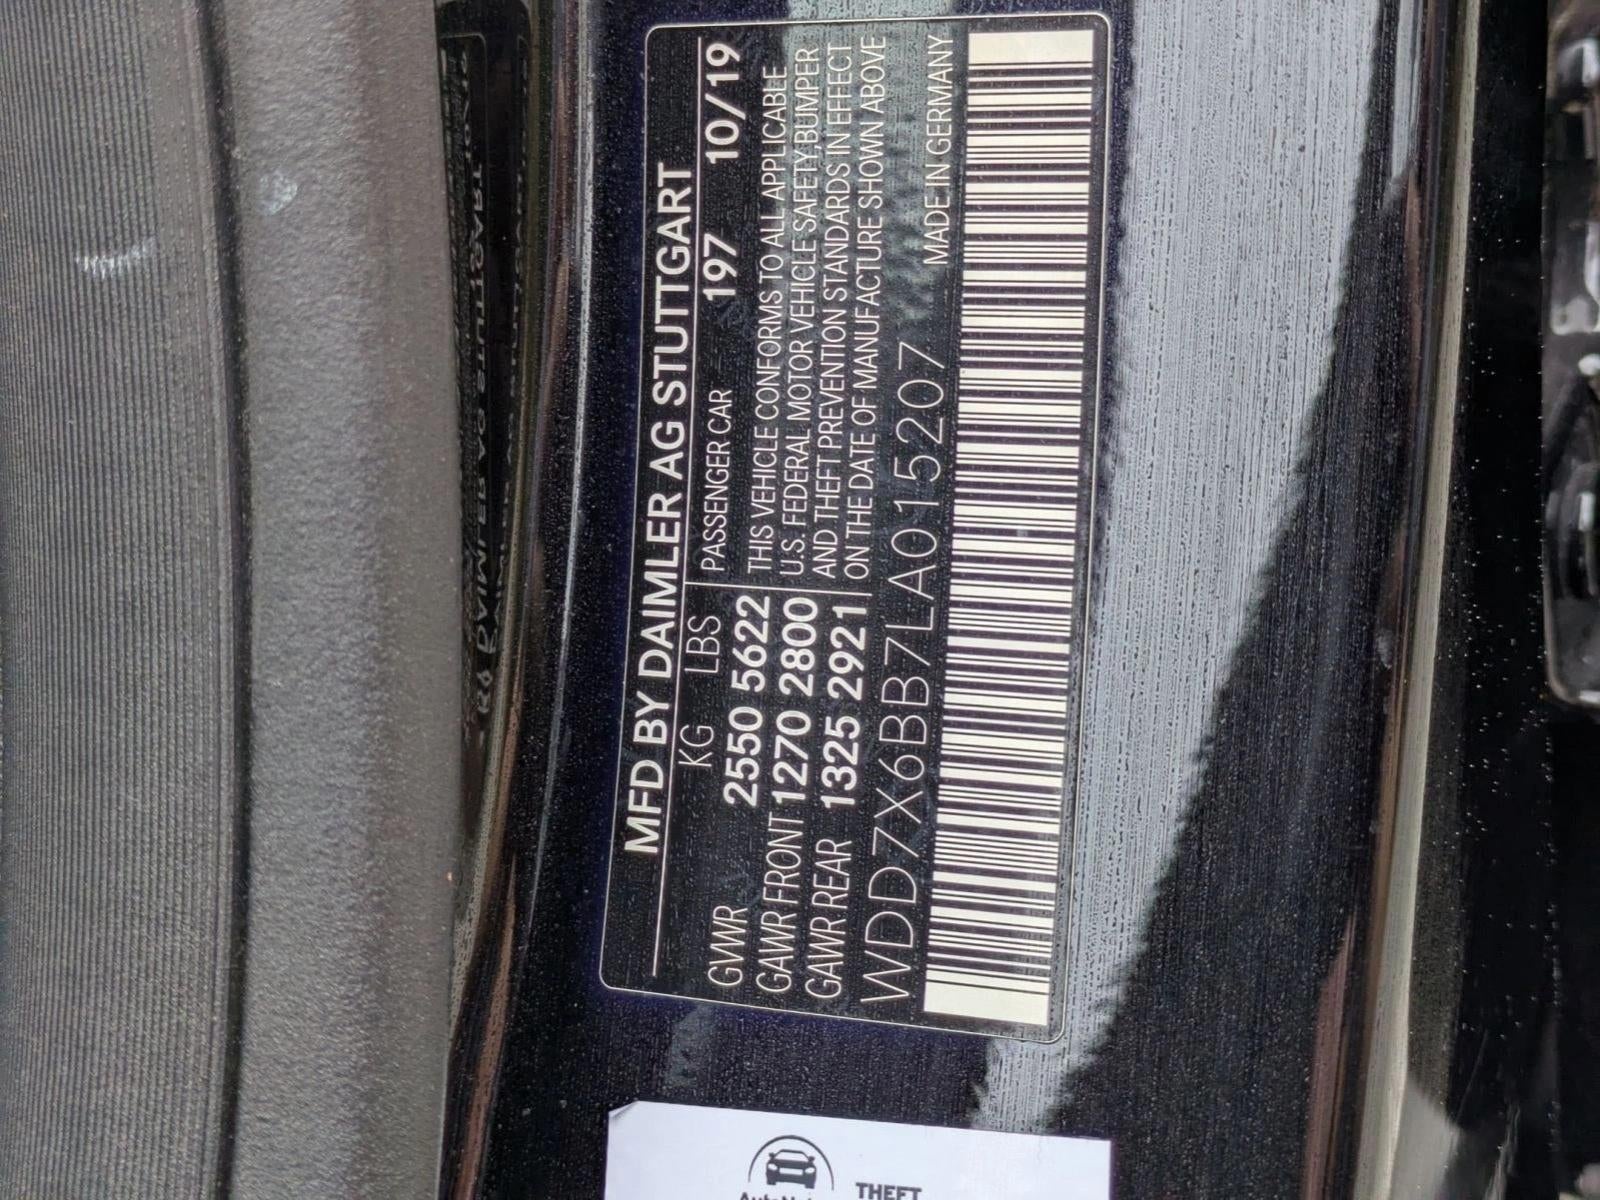 MFD BY DAIMLER AG STUTTGART
KG LBS PASSENGER CAR 197 10/19
GVWR 2550 5622
GAWR FRONT 1270 2800
GAWR REAR 1325 2921
THIS VEHICLE CONFORMS TO ALL APPLICABLE
U.S. FEDERAL MOTOR VEHICLE SAFETY, BUMPER
AND THEFT PREVENTION STANDARDS IN EFFECT
ON THE DATE OF MANUFACTURE SHOWN ABOVE
WDD7X6BB7LA015207 MADE IN GERMANY
THEFT